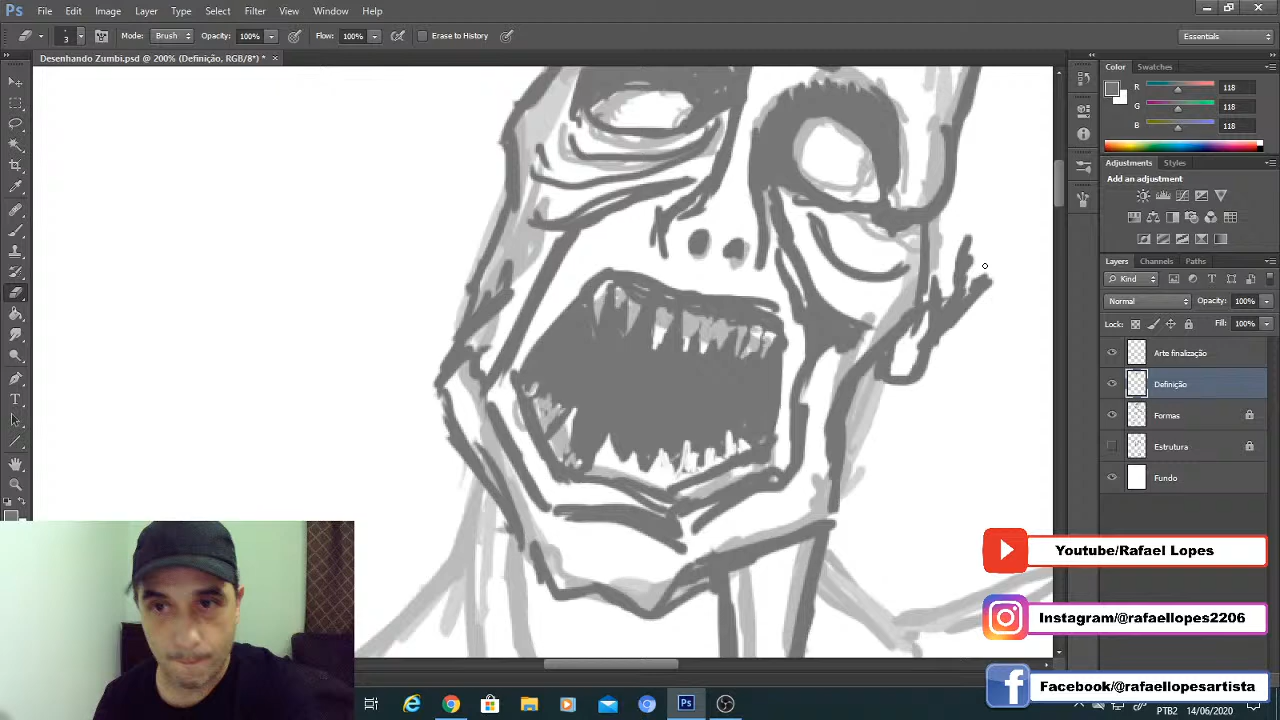 Ps File Edit Image Layer Type Select Filter View Window Help
3 Mode: Brush Opacity: 100% Flow: 100% Erase to History Essentials
Desenhando Zumbi.psd @ 200% (Definição, RGB/8*) * ×
Color Swatches
R 118
G 118
B 118
Adjustments Styles
Add an adjustment
Layers Channels Paths
Kind
Normal Opacity: 100%
Lock: Fill: 100%
Arte finalização
Definição
Formas
Estrutura
Fundo
Youtube/Rafael Lopes
Instagram/@rafaellopes2206
Facebook/@rafaellopesartista
Ps
PTB2 14/06/2020